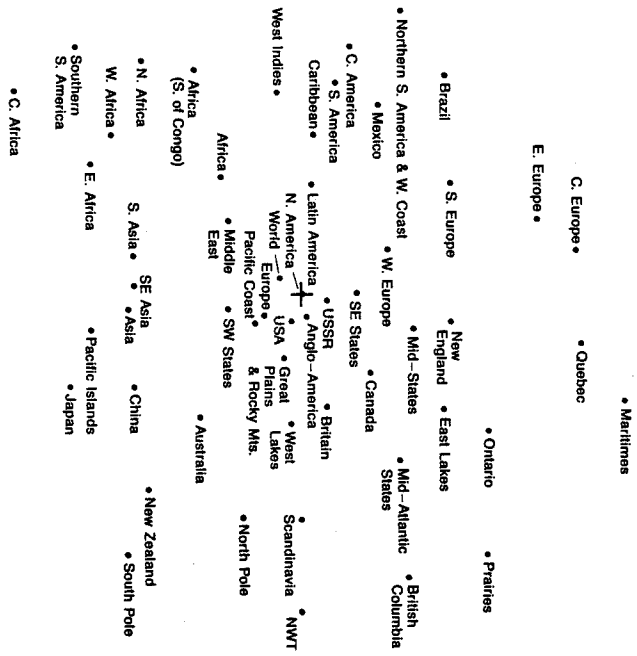 Maritimes
Quebec
C. Europe
E. Europe
Ontario
Prairies
Brazil
S. Europe
New
England
East Lakes
Northern S. America & W. Coast
W. Europe
Mid-States
Mid-Atlantic
States
British
Columbia
Mexico
C. America
S. America
Caribbean
SE States
Canada
Latin America
USSR
Anglo-America
Britain
West Indies
N. America
World
Europe
USA
Great
Plains
& Rocky Mts.
West
Lakes
Scandinavia
NWT
Pacific Coast
Middle
East
SW States
North Pole
Africa
Africa
(S. of Congo)
Australia
N. Africa
W. Africa
S. Asia
SE Asia
Asia
China
New Zealand
South Pole
Southern
S. America
E. Africa
Pacific Islands
Japan
C. Africa